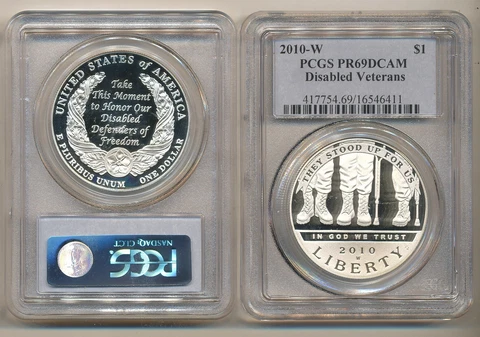 UNITED STATES of AMERICA
Take
This Moment
to Honor Our
Disabled
Defenders of
Freedom
E PLURIBUS UNUM ONE DOLLAR
PCGS
NASDAQ: CLCT
2010-W $1
PCGS PR69DCAM
Disabled Veterans
417754.69/16546411
THEY STOOD UP FOR US
IN GOD WE TRUST
2010
W
LIBERTY